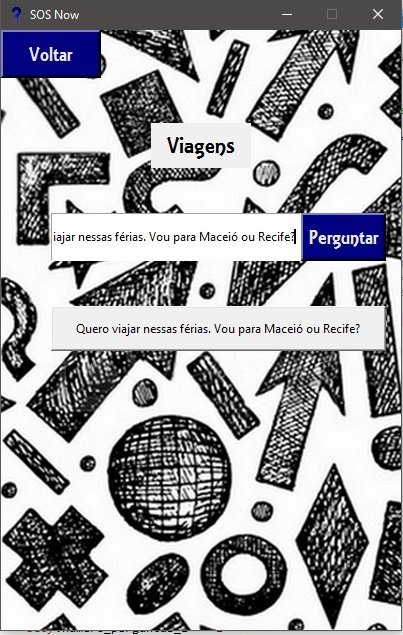 SOS Now
Voltar
Viagens
iajar nessas férias. Vou para Maceió ou Recife?
Perguntar
Quero viajar nessas férias. Vou para Maceió ou Recife?